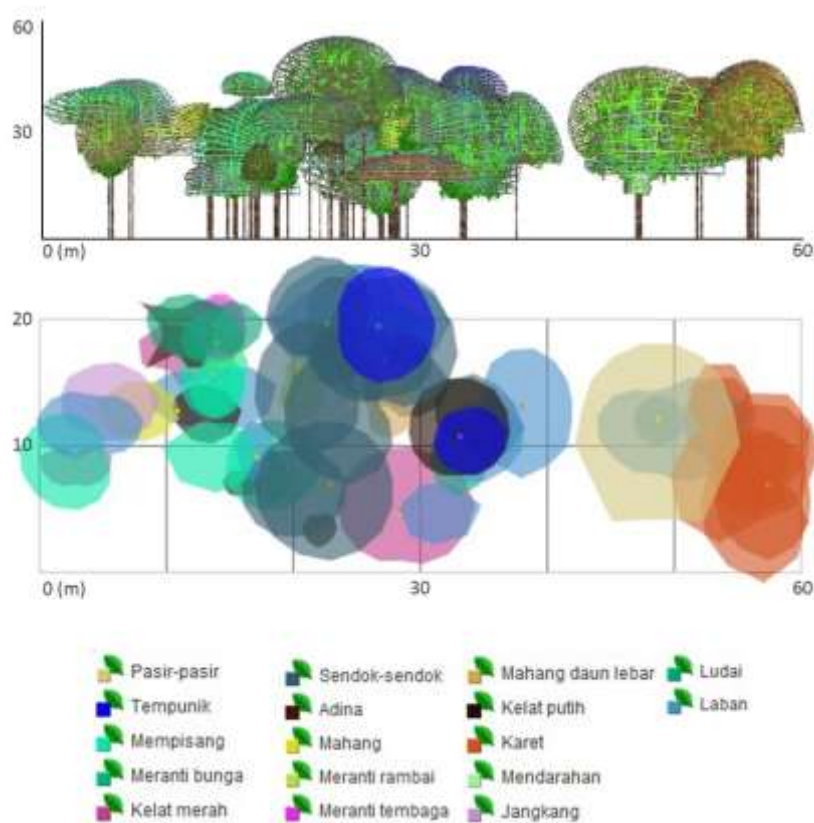 60
30
0 (m) 30 60
20
10
0 (m) 30 60
Pasir-pasir Sendok-sendok Mahang daun lebar Ludai
Tempunik Adina Kelat putih Laban
Mempisang Mahang Karet
Meranti bunga Meranti rambai Mendarahan
Kelat merah Meranti tembaga Jangkang